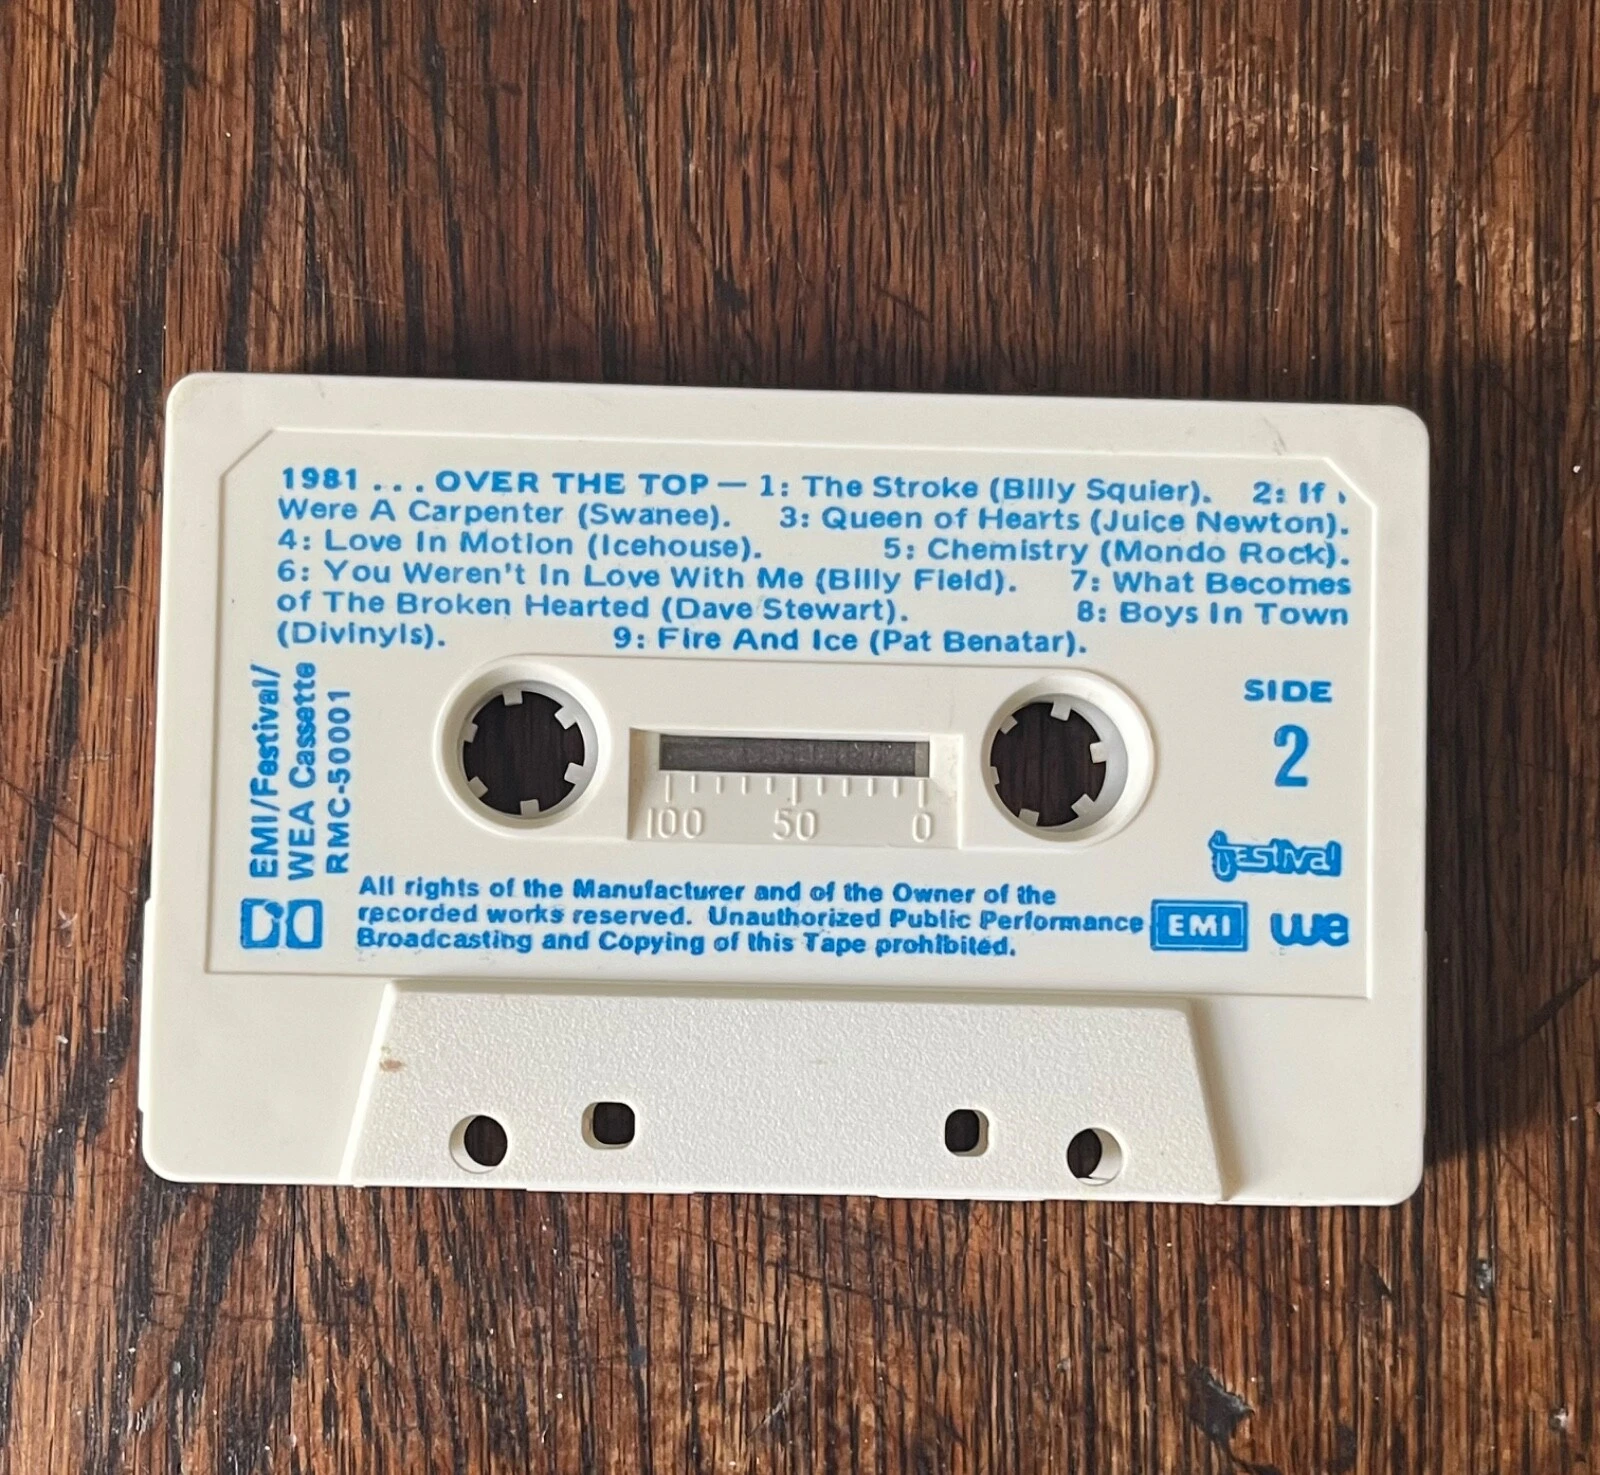 1981 ... OVER THE TOP — 1: The Stroke (Billy Squier). 2: If
Were A Carpenter (Swanee). 3: Queen of Hearts (Juice Newton).
4: Love In Motion (Icehouse). 5: Chemistry (Mondo Rock).
6: You Weren't In Love With Me (Billy Field). 7: What Becomes
of The Broken Hearted (Dave Stewart). 8: Boys In Town
(Divinyls). 9: Fire And Ice (Pat Benatar).
EMI/Festival/
WEA Cassette
RMC-50001
SIDE
2
100 50 0
festival
All rights of the Manufacturer and of the Owner of the
recorded works reserved. Unauthorized Public Performance
Broadcasting and Copying of this Tape prohibited.
EMI
we